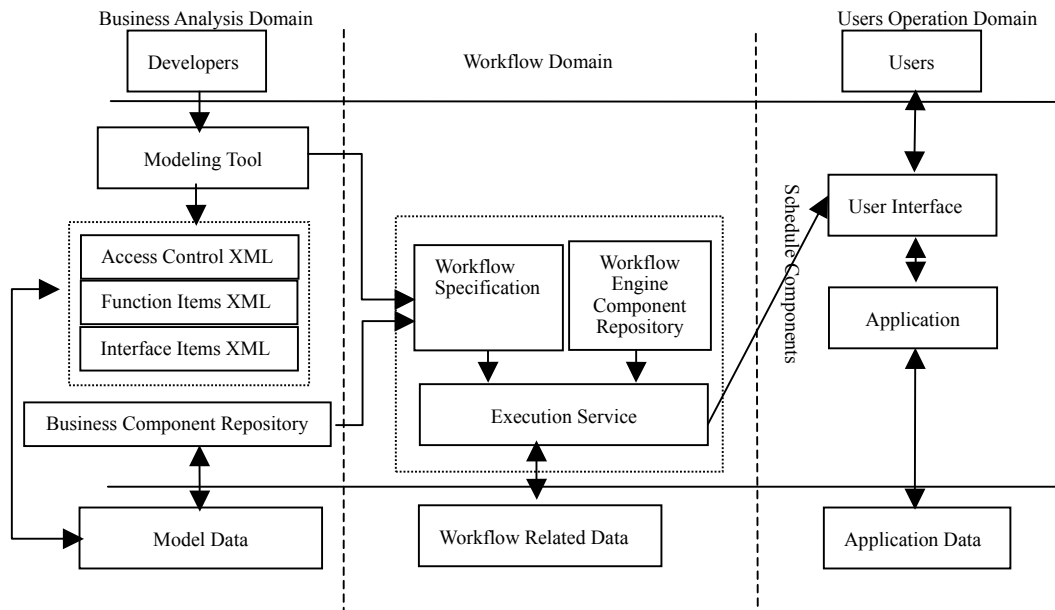 Business Analysis Domain
Users Operation Domain
Developers
Workflow Domain
Users
Modeling Tool
User Interface
Schedule Components
Access Control XML
Function Items XML
Interface Items XML
Workflow
Specification
Workflow
Engine
Component
Repository
Application
Business Component Repository
Execution Service
Model Data
Workflow Related Data
Application Data